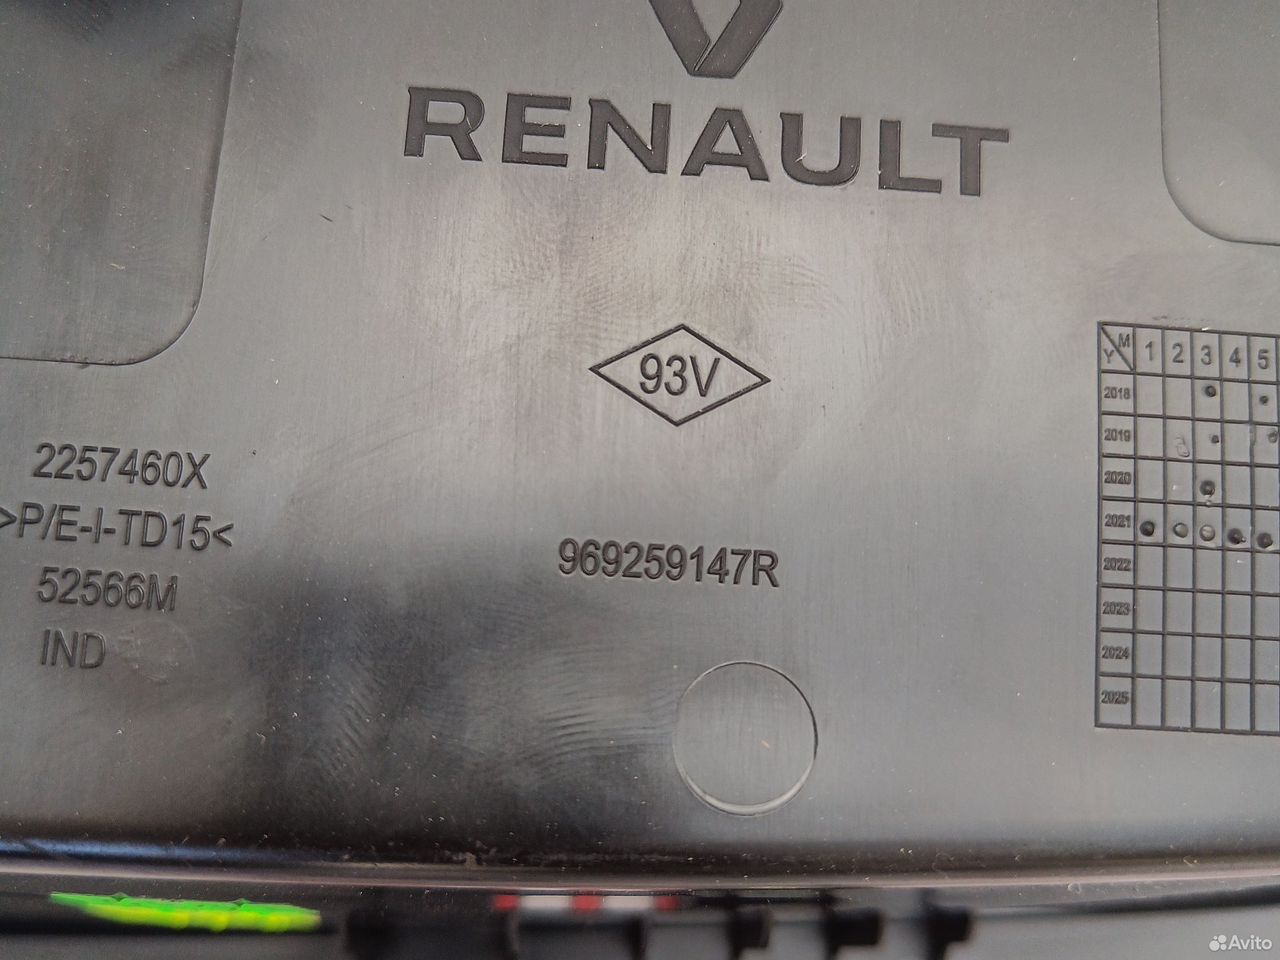 RENAULT
93V
M
Y 1 2 3 4 5
2018
2019
2020
2021
2022
2023
2024
2025
2257460X
>P/E-I-TD15<
52566M
IND
969259147R
Avito